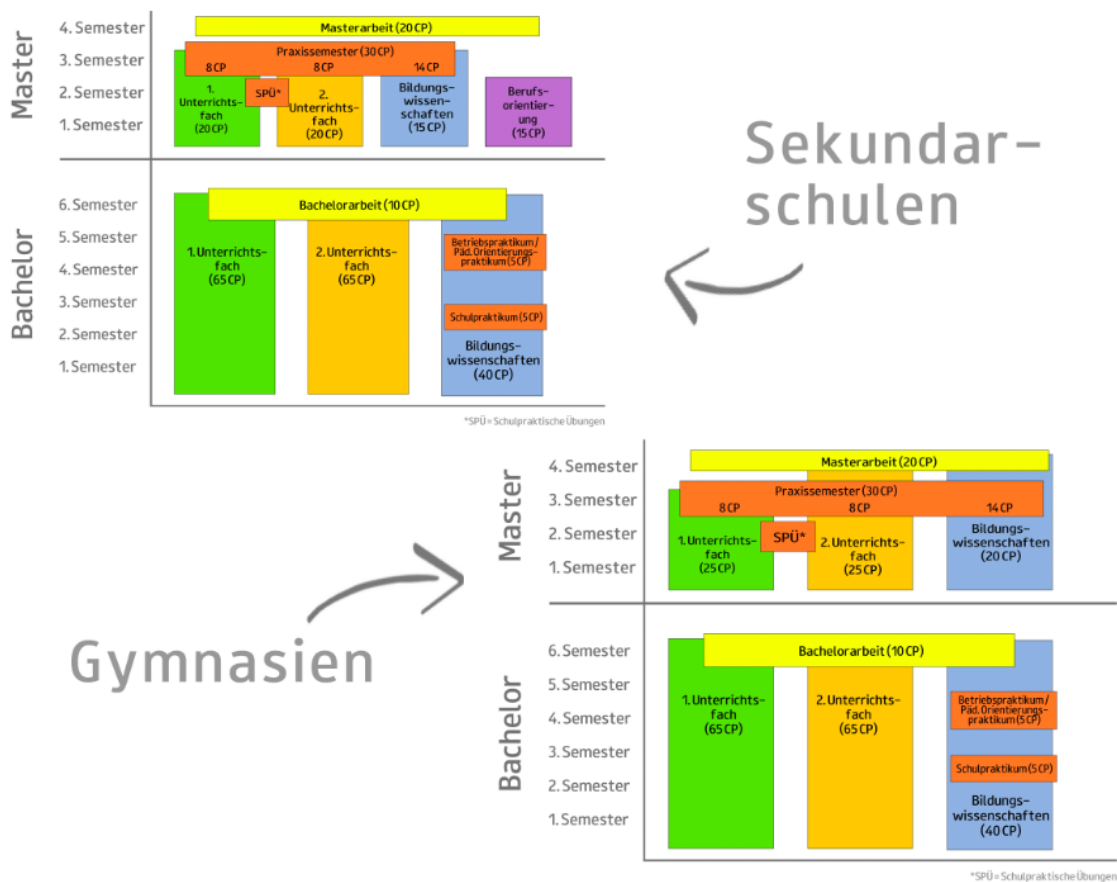 Master
4. Semester
3. Semester
2. Semester
1. Semester
Masterarbeit (20 CP)
Praxissemester (30 CP)
8 CP
8 CP
14 CP
1.
Unterrichts-
fach
(20 CP)
SPÜ*
2.
Unterrichts-
fach
(20 CP)
Bildungs-
wissen-
schaften
(15 CP)
Berufs-
orientier-
ung
(15 CP)
Bachelor
6. Semester
5. Semester
4. Semester
3. Semester
2. Semester
1. Semester
Bachelorarbeit (10 CP)
1. Unterrichts-
fach
(65 CP)
2. Unterrichts-
fach
(65 CP)
Betriebspraktikum /
Päd. Orientierungs-
praktikum (5 CP)
Schulpraktikum (5 CP)
Bildungs-
wissenschaften
(40 CP)
*SPÜ = Schulpraktische Übungen
Sekundar-
schulen
Gymnasien
Master
4. Semester
3. Semester
2. Semester
1. Semester
Masterarbeit (20 CP)
Praxissemester (30 CP)
8 CP
8 CP
14 CP
1. Unterrichts-
fach
(25 CP)
SPÜ*
2. Unterrichts-
fach
(25 CP)
Bildungs-
wissenschaften
(20 CP)
Bachelor
6. Semester
5. Semester
4. Semester
3. Semester
2. Semester
1. Semester
Bachelorarbeit (10 CP)
1. Unterrichts-
fach
(65 CP)
2. Unterrichts-
fach
(65 CP)
Betriebspraktikum /
Päd. Orientierungs-
praktikum (5 CP)
Schulpraktikum (5 CP)
Bildungs-
wissenschaften
(40 CP)
*SPÜ = Schulpraktische Übungen